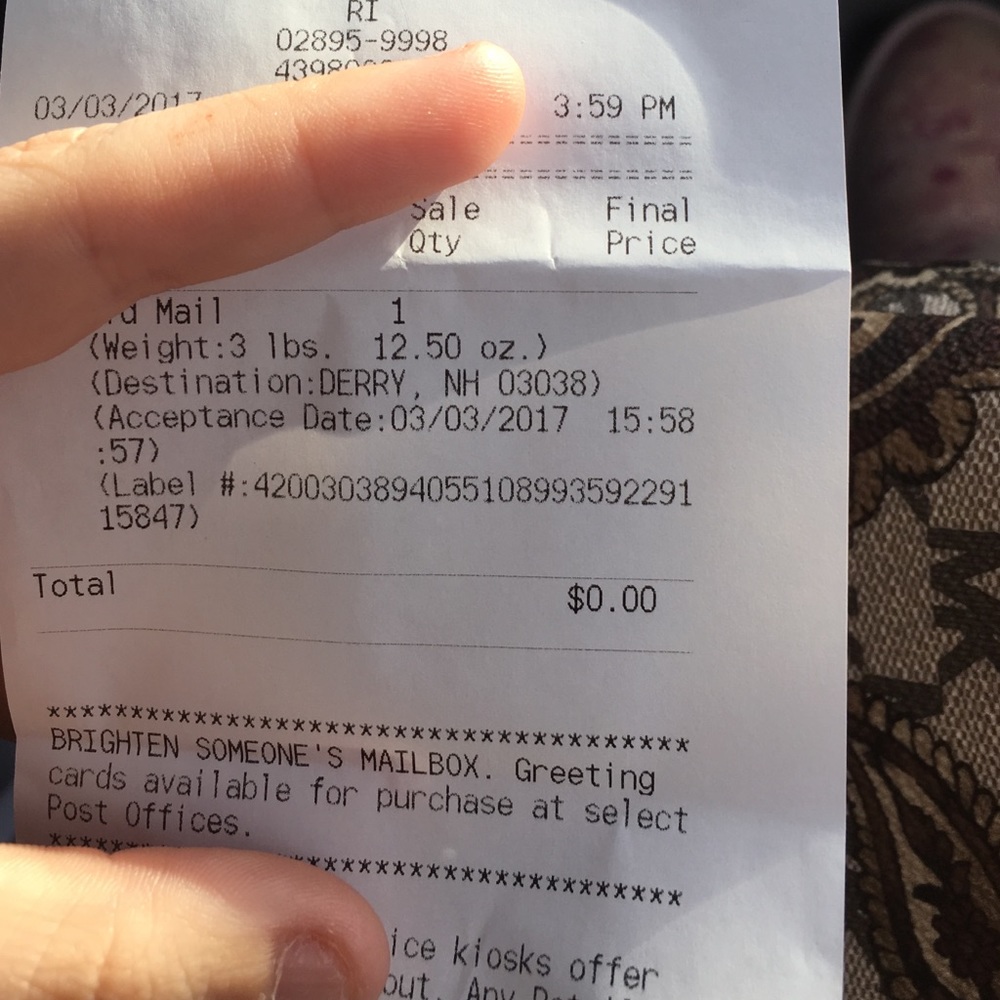 RI
02895-9998
03/03/2017 3:59 PM
Sale Final
Qty Price
Mail 1
(Weight:3 lbs. 12.50 oz.)
(Destination:DERRY, NH 03038)
(Acceptance Date:03/03/2017 15:58
:57)
(Label #:4200303894055108993592291
15847)
Total $0.00
****************************************
BRIGHTEN SOMEONE'S MAILBOX. Greeting
cards available for purchase at select
Post Offices.
****************************************
kiosks offer
Any